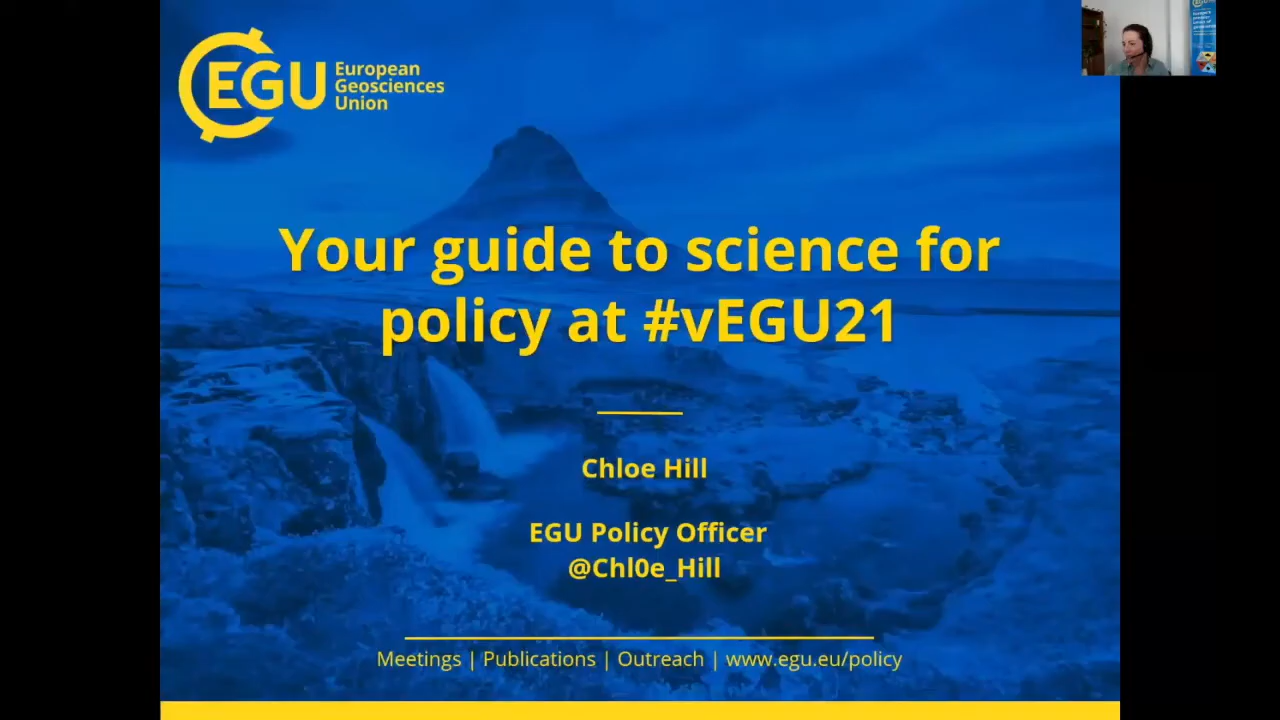 EGU
European
Geosciences
Union
Your guide to science for
policy at #vEGU21
Chloe Hill
EGU Policy Officer
@Chl0e_Hill
Meetings | Publications | Outreach | www.egu.eu/policy